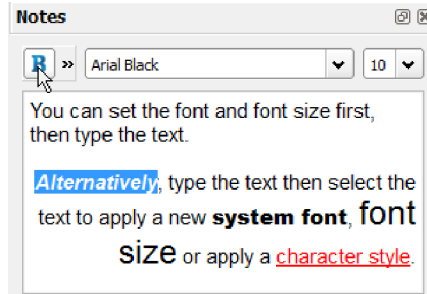 Notes
B » Arial Black 10
You can set the font and font size first,
then type the text.
Alternatively, type the text then select the
text to apply a new system font, font
size or apply a character style.